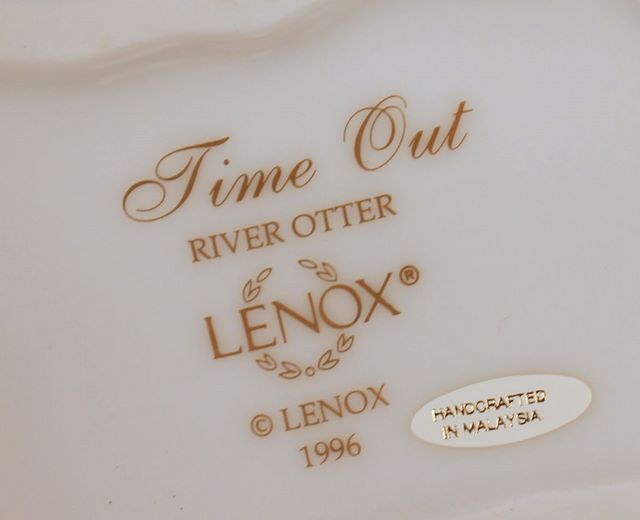 Time Out
RIVER OTTER
LENOX®
© LENOX
1996
HANDCRAFTED
IN MALAYSIA